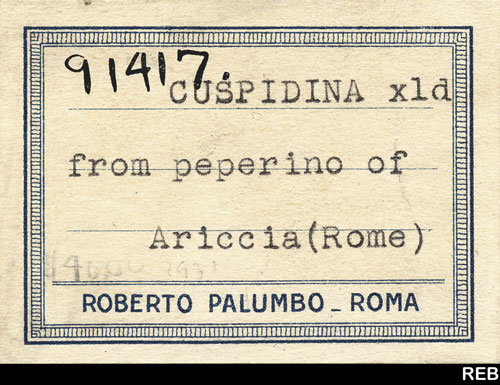 91417.
CUSPIDINA xld
from peperino of
Ariccia(Rome)
ROBERTO PALUMBO_ROMA
REB